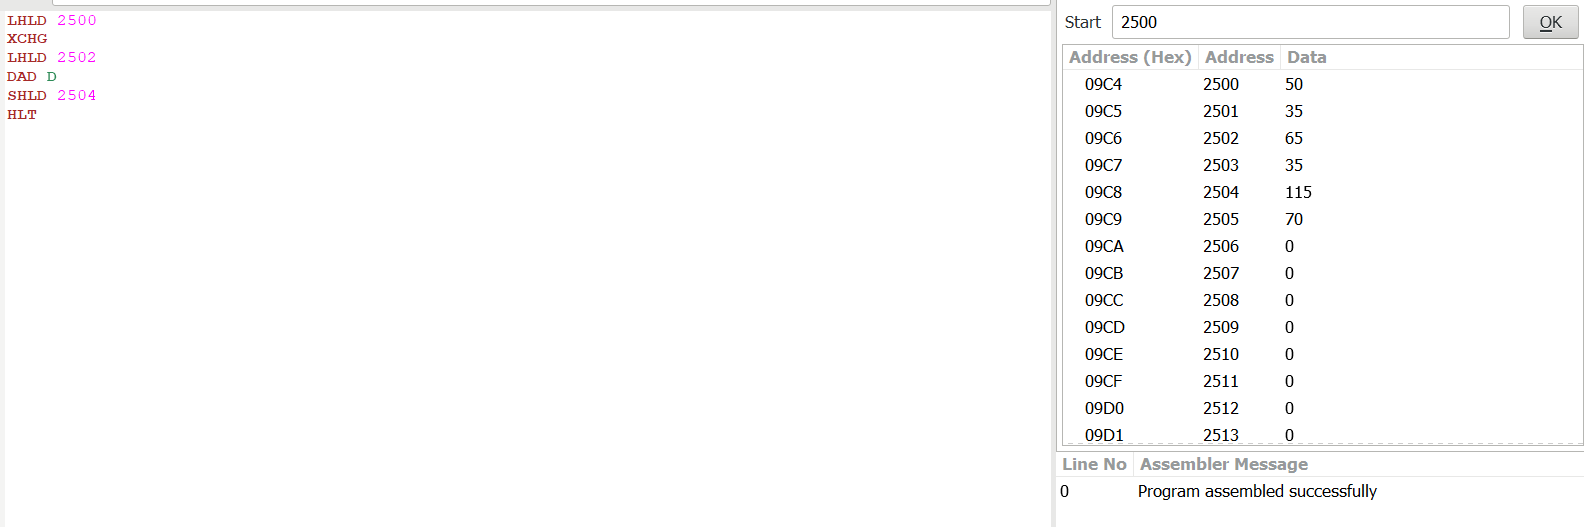 LHLD 2500
XCHG
LHLD 2502
DAD D
SHLD 2504
HLT
Start 2500 OK
Address (Hex) Address Data
09C4 2500 50
09C5 2501 35
09C6 2502 65
09C7 2503 35
09C8 2504 115
09C9 2505 70
09CA 2506 0
09CB 2507 0
09CC 2508 0
09CD 2509 0
09CE 2510 0
09CF 2511 0
09D0 2512 0
09D1 2513 0
Line No Assembler Message
0 Program assembled successfully